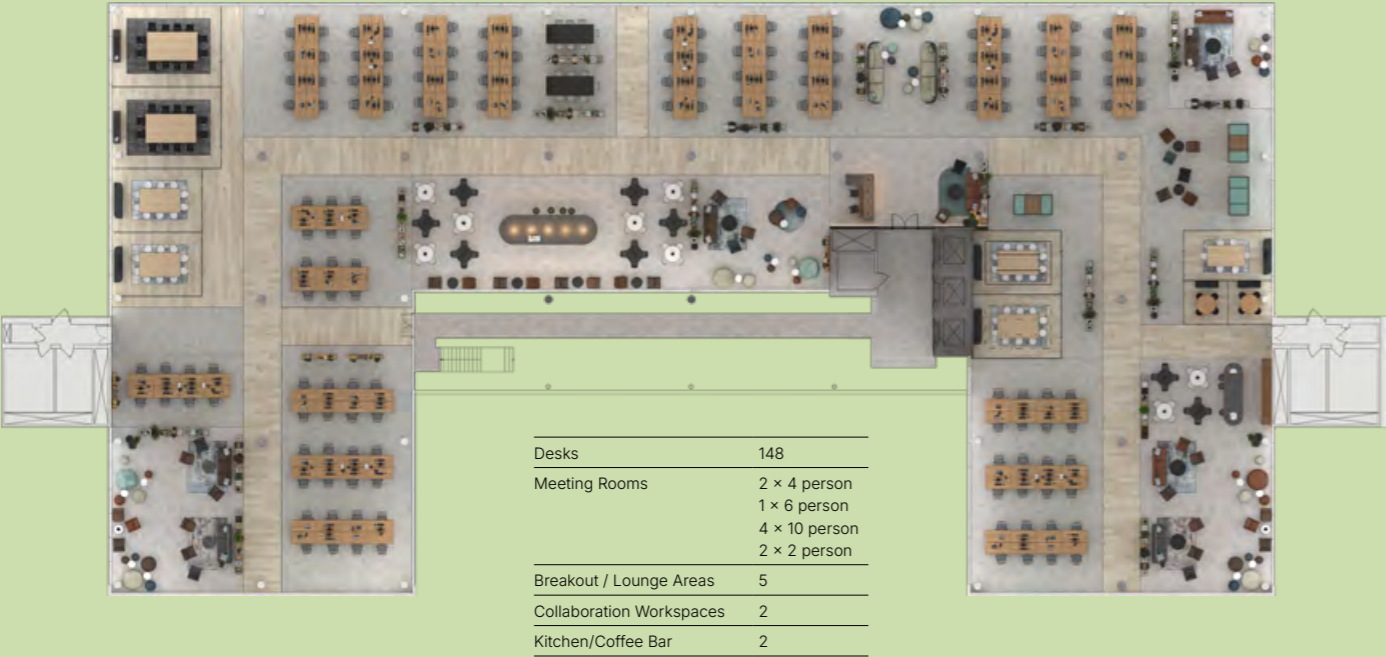 Desks 148
Meeting Rooms 2 × 4 person
1 × 6 person
4 × 10 person
2 × 2 person
Breakout / Lounge Areas 5
Collaboration Workspaces 2
Kitchen/Coffee Bar 2